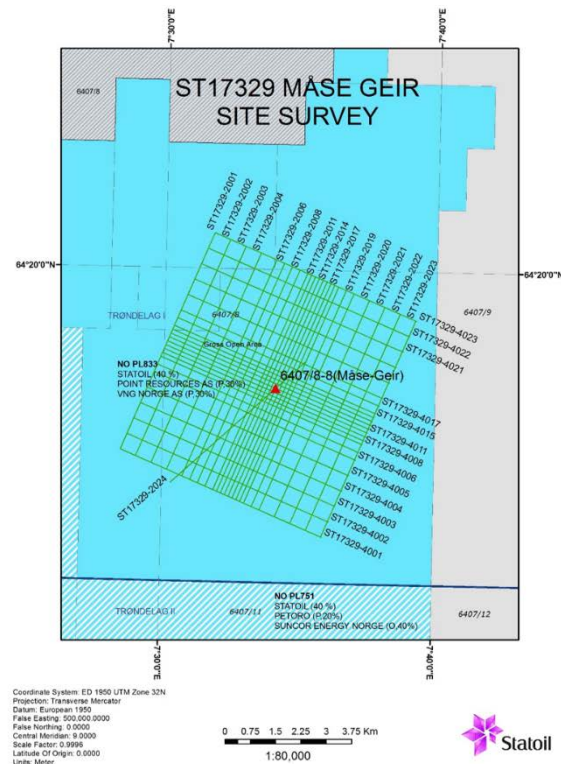 7°30'0"E
7°40'0"E
6407/8
ST17329 MÅSE GEIR
SITE SURVEY
ST17329-2001
ST17329-2002
ST17329-2003
ST17329-2004
ST17329-2006
ST17329-2008
ST17329-2011
ST17329-2014
ST17329-2017
ST17329-2019
ST17329-2020
ST17329-2021
ST17329-2022
ST17329-2023
64°20'0"N
64°20'0"N
6407/9
ST17329-4023
ST17329-4022
ST17329-4021
TRØNDELAG I
6407/8
Gross Open Area
NO PL833
STATOIL (40 %)
POINT RESOURCES AS (P,30%)
VNG NORGE AS (P,30%)
6407/8-8(Måse-Geir)
ST17329-4017
ST17329-4015
ST17329-4011
ST17329-4008
ST17329-4006
ST17329-4005
ST17329-4004
ST17329-4003
ST17329-4002
ST17329-4001
ST17329-2024
NO PL751
STATOIL (40 %)
PETORO (P,20%)
SUNCOR ENERGY NORGE (O,40%)
TRØNDELAG II
6407/11
6407/12
7°30'0"E
7°40'0"E
Coordinate System: ED 1950 UTM Zone 32N
Projection: Transverse Mercator
Datum: European 1950
False Easting: 500,000.0000
False Northing: 0.0000
Central Meridian: 9.0000
Scale Factor: 0.9996
Latitude Of Origin: 0.0000
Units: Meter
0 0.75 1.5 2.25 3 3.75 Km
1:80,000
Statoil